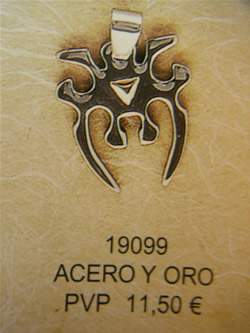 19099
ACERO Y ORO
PVP 11,50 €